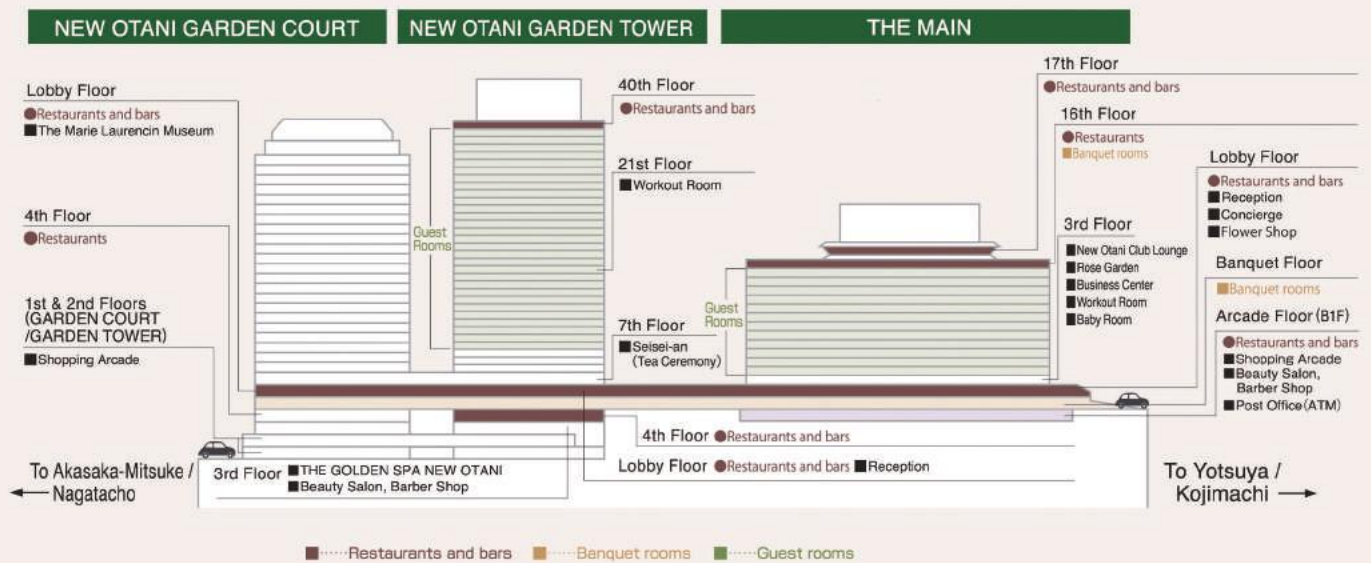 NEW OTANI GARDEN COURT
NEW OTANI GARDEN TOWER
THE MAIN
Lobby Floor
●Restaurants and bars
■The Marie Laurencin Museum
4th Floor
●Restaurants
1st & 2nd Floors
(GARDEN COURT
/GARDEN TOWER)
■Shopping Arcade
To Akasaka-Mitsuke /
Nagatacho
Guest
Rooms
40th Floor
●Restaurants and bars
21st Floor
■Workout Room
7th Floor
■Seisei-an
(Tea Ceremony)
4th Floor ●Restaurants and bars
Lobby Floor ●Restaurants and bars ■Reception
3rd Floor ■THE GOLDEN SPA NEW OTANI
■Beauty Salon, Barber Shop
Guest
Rooms
17th Floor
●Restaurants and bars
16th Floor
●Restaurants
■Banquet rooms
3rd Floor
■New Otani Club Lounge
■Rose Garden
■Business Center
■Workout Room
■Baby Room
Lobby Floor
●Restaurants and bars
■Reception
■Concierge
■Flower Shop
Banquet Floor
■Banquet rooms
Arcade Floor (B1F)
●Restaurants and bars
■Shopping Arcade
■Beauty Salon,
Barber Shop
■Post Office(ATM)
To Yotsuya /
Kojimachi
■······Restaurants and bars
■······Banquet rooms
■······Guest rooms